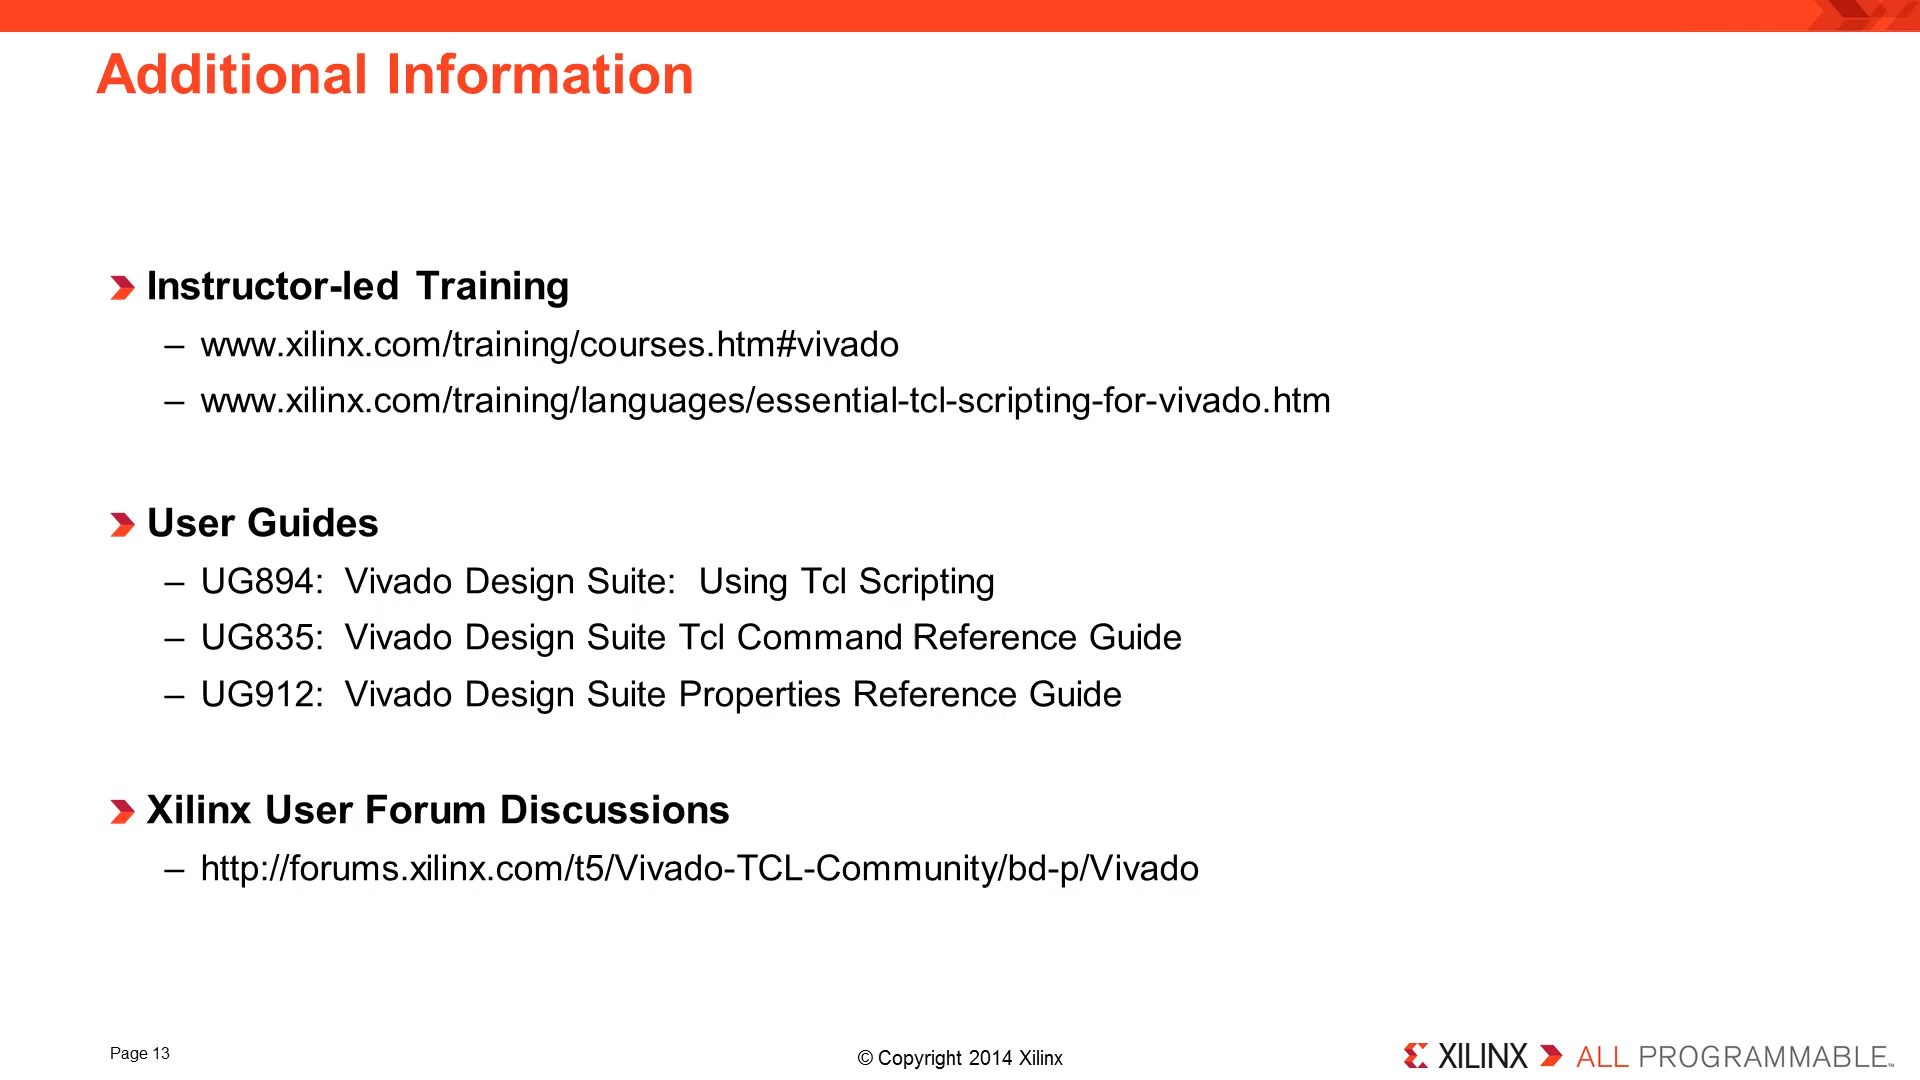 Additional Information
Instructor-led Training
– www.xilinx.com/training/courses.htm#vivado
– www.xilinx.com/training/languages/essential-tcl-scripting-for-vivado.htm
User Guides
– UG894: Vivado Design Suite: Using Tcl Scripting
– UG835: Vivado Design Suite Tcl Command Reference Guide
– UG912: Vivado Design Suite Properties Reference Guide
Xilinx User Forum Discussions
– http://forums.xilinx.com/t5/Vivado-TCL-Community/bd-p/Vivado
Page 13
© Copyright 2014 Xilinx
XILINX ALL PROGRAMMABLE™